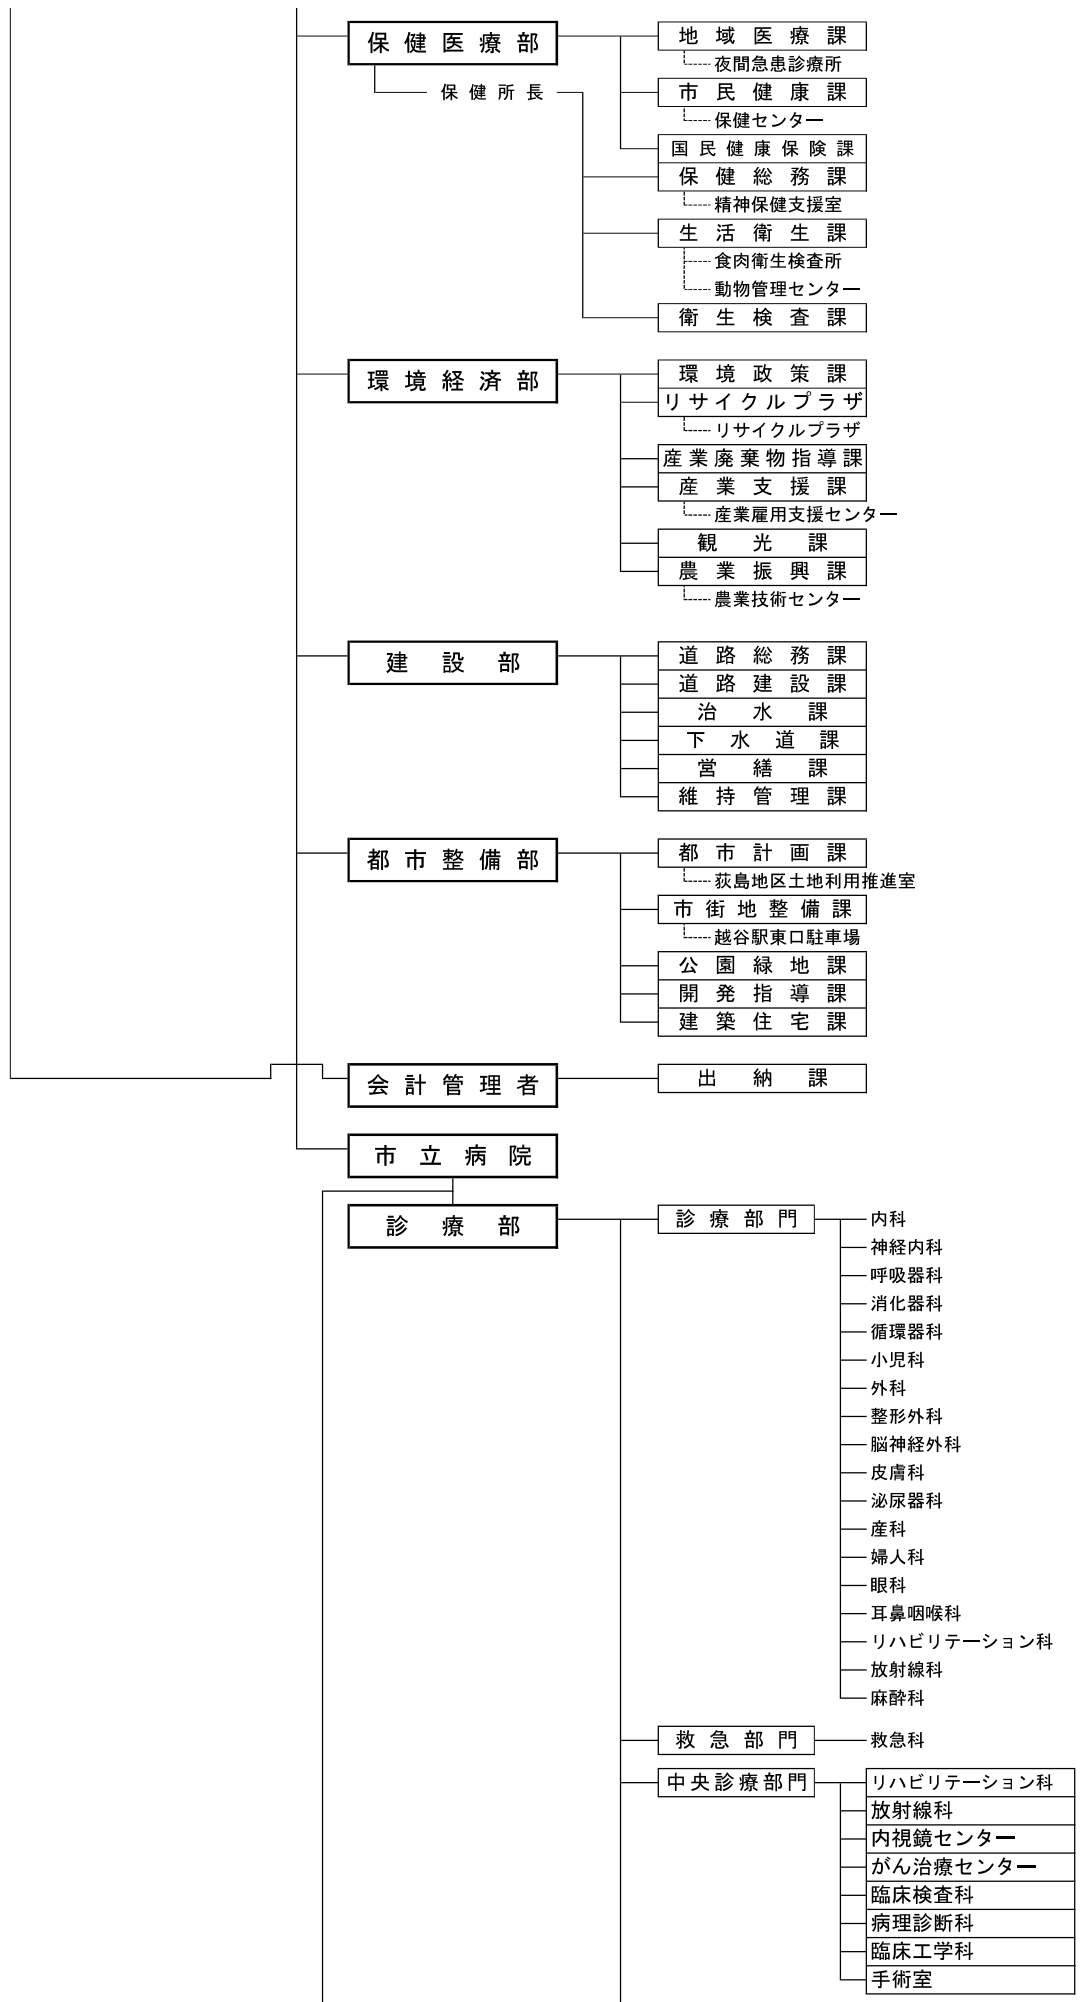 保健医療部
地域医療課
夜間急患診療所
保健所長
市民健康課
保健センター
国民健康保険課
保健総務課
精神保健支援室
生活衛生課
食肉衛生検査所
動物管理センター
衛生検査課
環境経済部
環境政策課
リサイクルプラザ
リサイクルプラザ
産業廃棄物指導課
産業支援課
産業雇用支援センター
観光課
農業振興課
農業技術センター
建設部
道路総務課
道路建設課
治水課
下水道課
営繕課
維持管理課
都市整備部
都市計画課
荻島地区土地利用推進室
市街地整備課
越谷駅東口駐車場
公園緑地課
開発指導課
建築住宅課
会計管理者
出納課
市立病院
診療部
診療部門
内科
神経内科
呼吸器科
消化器科
循環器科
小児科
外科
整形外科
脳神経外科
皮膚科
泌尿器科
産科
婦人科
眼科
耳鼻咽喉科
リハビリテーション科
放射線科
麻酔科
救急部門
救急科
中央診療部門
リハビリテーション科
放射線科
内視鏡センター
がん治療センター
臨床検査科
病理診断科
臨床工学科
手術室